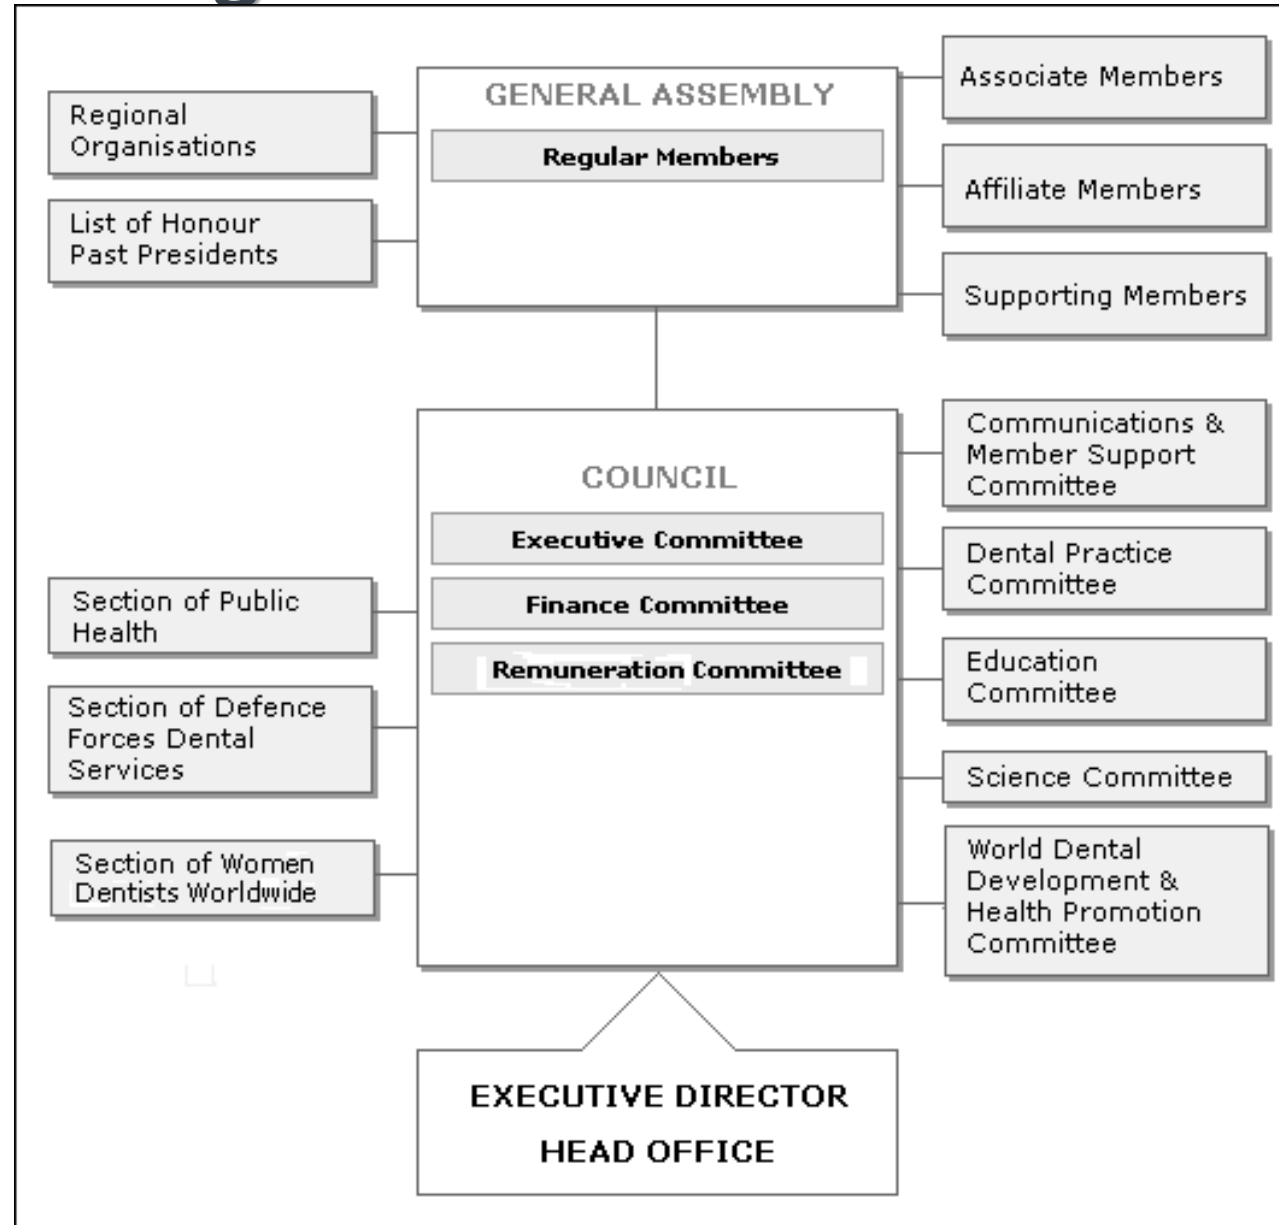 Regional
Organisations
List of Honour
Past Presidents
GENERAL ASSEMBLY
Regular Members
Associate Members
Affiliate Members
Supporting Members
COUNCIL
Executive Committee
Finance Committee
Remuneration Committee
Section of Public
Health
Section of Defence
Forces Dental
Services
Section of Women
Dentists Worldwide
Communications &
Member Support
Committee
Dental Practice
Committee
Education
Committee
Science Committee
World Dental
Development &
Health Promotion
Committee
EXECUTIVE DIRECTOR
HEAD OFFICE